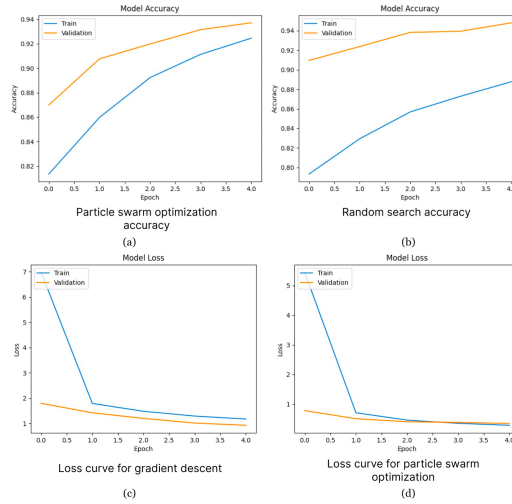 Model Accuracy
Train
Validation
0.94
0.92
0.90
0.88
0.86
0.84
0.82
Accuracy
0.0 0.5 1.0 1.5 2.0 2.5 3.0 3.5 4.0
Epoch
Particle swarm optimization
accuracy
(a)
Model Accuracy
Train
Validation
0.94
0.92
0.90
0.88
0.86
0.84
0.82
0.80
Accuracy
0.0 0.5 1.0 1.5 2.0 2.5 3.0 3.5 4.0
Epoch
Random search accuracy
(b)
Model Loss
Train
Validation
7
6
5
4
3
2
1
Loss
0.0 0.5 1.0 1.5 2.0 2.5 3.0 3.5 4.0
Epoch
Loss curve for gradient descent
(c)
Model Loss
Train
Validation
5
4
3
2
1
Loss
0.0 0.5 1.0 1.5 2.0 2.5 3.0 3.5 4.0
Epoch
Loss curve for particle swarm
optimization
(d)